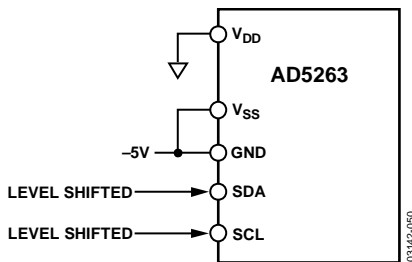 V_DD
AD5263
V_SS
–5V
GND
LEVEL SHIFTED
SDA
LEVEL SHIFTED
SCL
03142-050